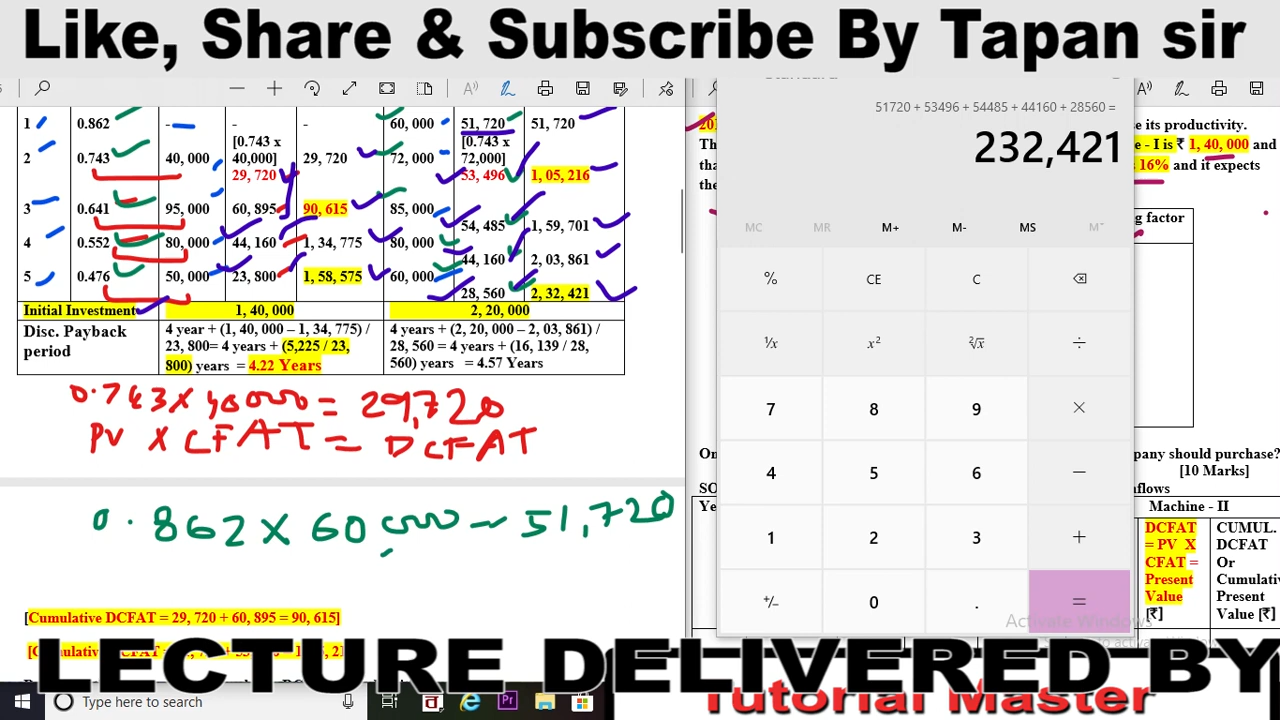 Like, Share & Subscribe By Tapan sir
1 0.862 - - - 60, 000 51, 720 51, 720
2 0.743 40, 000 [0.743 x 40,000] 29, 720 29, 720 72, 000 [0.743 x 72,000] 53, 496 1, 05, 216
3 0.641 95, 000 60, 895 90, 615 85, 000 54, 485 1, 59, 701
4 0.552 80, 000 44, 160 1, 34, 775 80, 000 44, 160 2, 03, 861
5 0.476 50, 000 23, 800 1, 58, 575 60, 000 28, 560 2, 32, 421
Initial Investment 1, 40, 000 2, 20, 000
Disc. Payback
period
4 year + (1, 40, 000 – 1, 34, 775) /
23, 800= 4 years + (5,225 / 23,
800) years = 4.22 Years
4 years + (2, 20, 000 – 2, 03, 861) /
28, 560 = 4 years + (16, 139 / 28,
560) years = 4.57 Years
0.743 x 40000 = 29,720
PV x CFAT = DCFAT
0.862 x 60,000 = 51,720
[Cumulative DCFAT = 29, 720 + 60, 895 = 90, 615]
51720 + 53496 + 54485 + 44160 + 28560 =
232,421
MC MR M+ M- MS M˅
% CE C
¹/x x² ²√x ÷
7 8 9 ×
4 5 6 −
1 2 3 +
+/- 0 . =
Activate Windows
se its productivity.
e - I is ₹ 1, 40, 000 and
s 16% and it expects
g factor
pany should purchase?
[10 Marks]
flows
Machine - II
DCFAT
= PV X
CFAT =
Present
Value
[₹]
CUMUL.
DCFAT
Or
Cumulativ
Present
Value [₹]
LECTURE DELIVERED BY
Tutorial Master
Type here to search